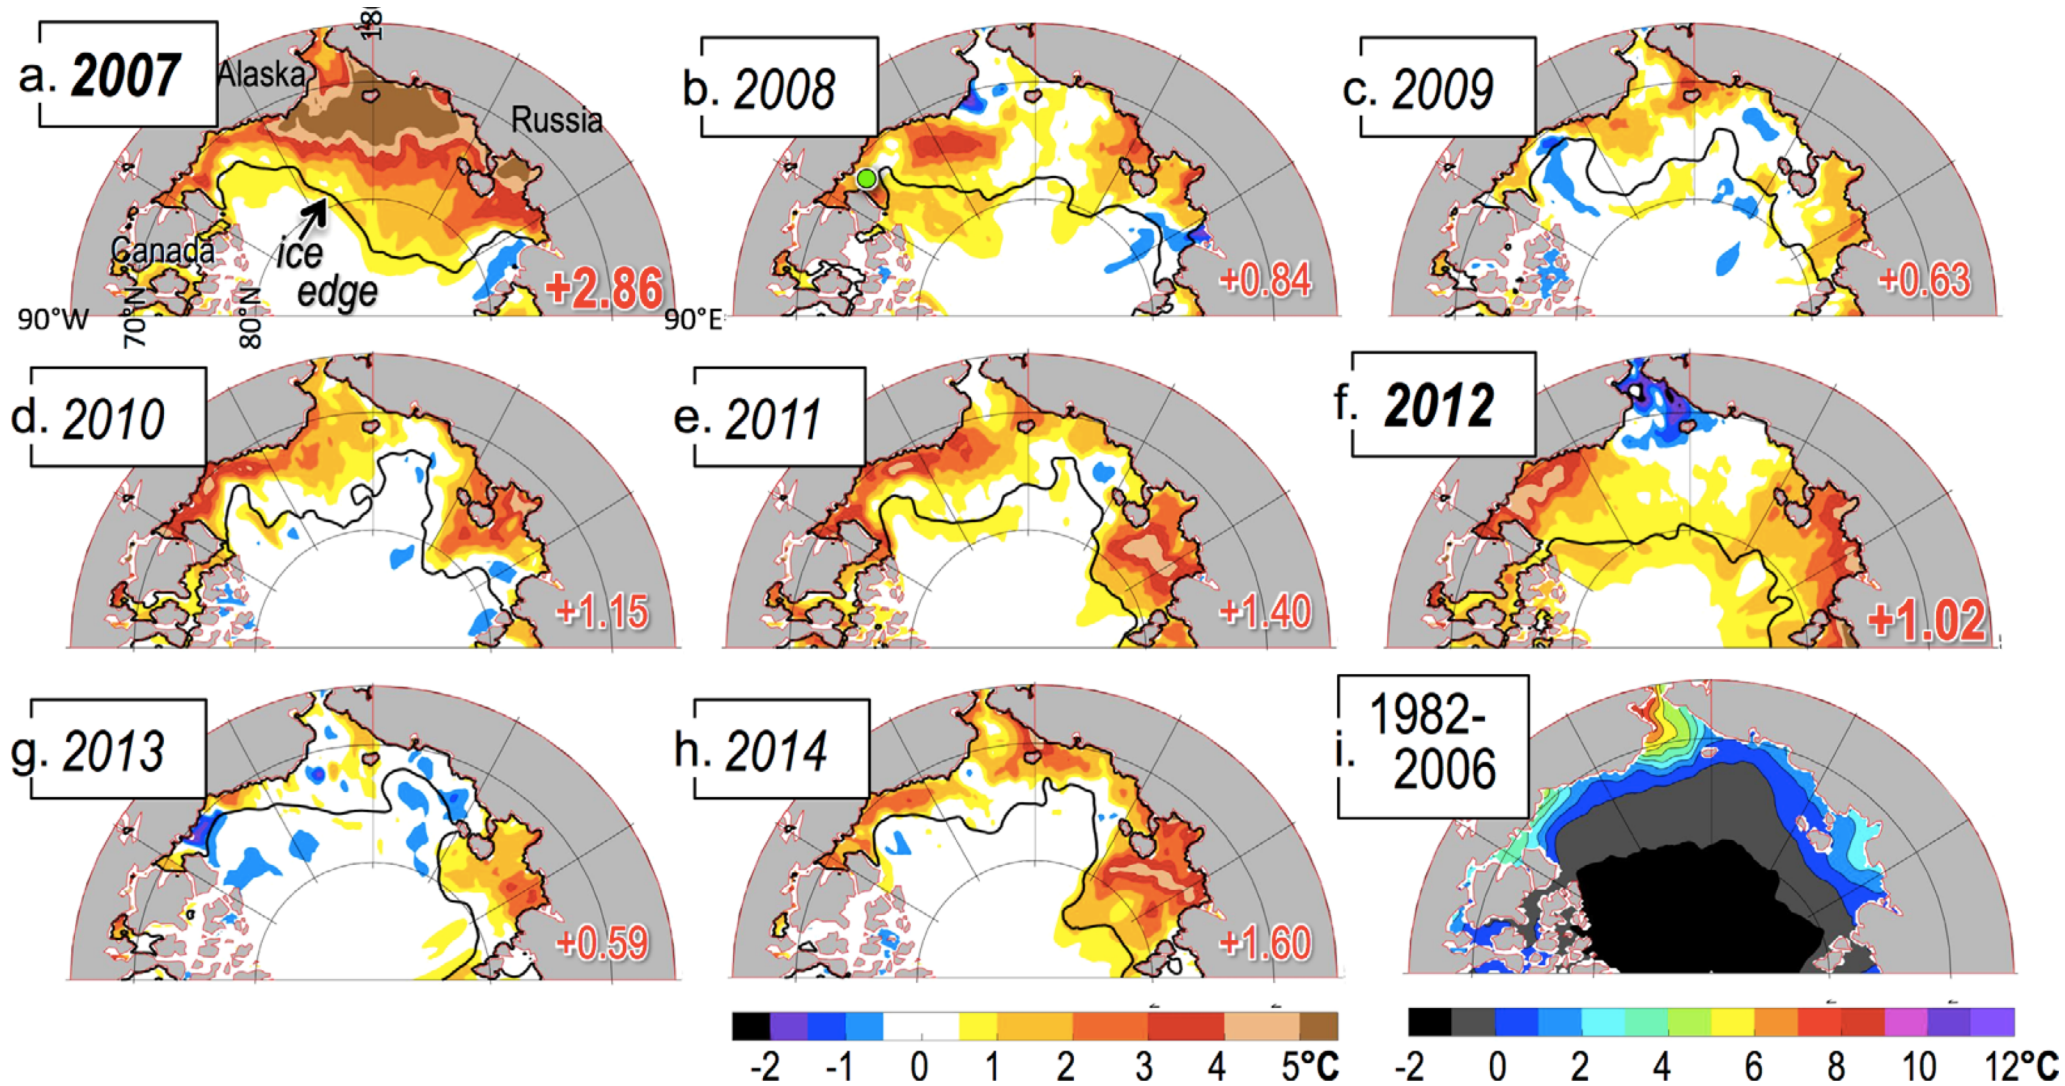 a. 2007
Alaska
18
Russia
Canada
ice
edge
+2.86
90°W
70°N
80°N
90°E
b. 2008
+0.84
c. 2009
+0.63
d. 2010
+1.15
e. 2011
+1.40
f. 2012
+1.02
g. 2013
+0.59
h. 2014
+1.60
i. 1982-
2006
-2 -1 0 1 2 3 4 5°C
-2 0 2 4 6 8 10 12°C